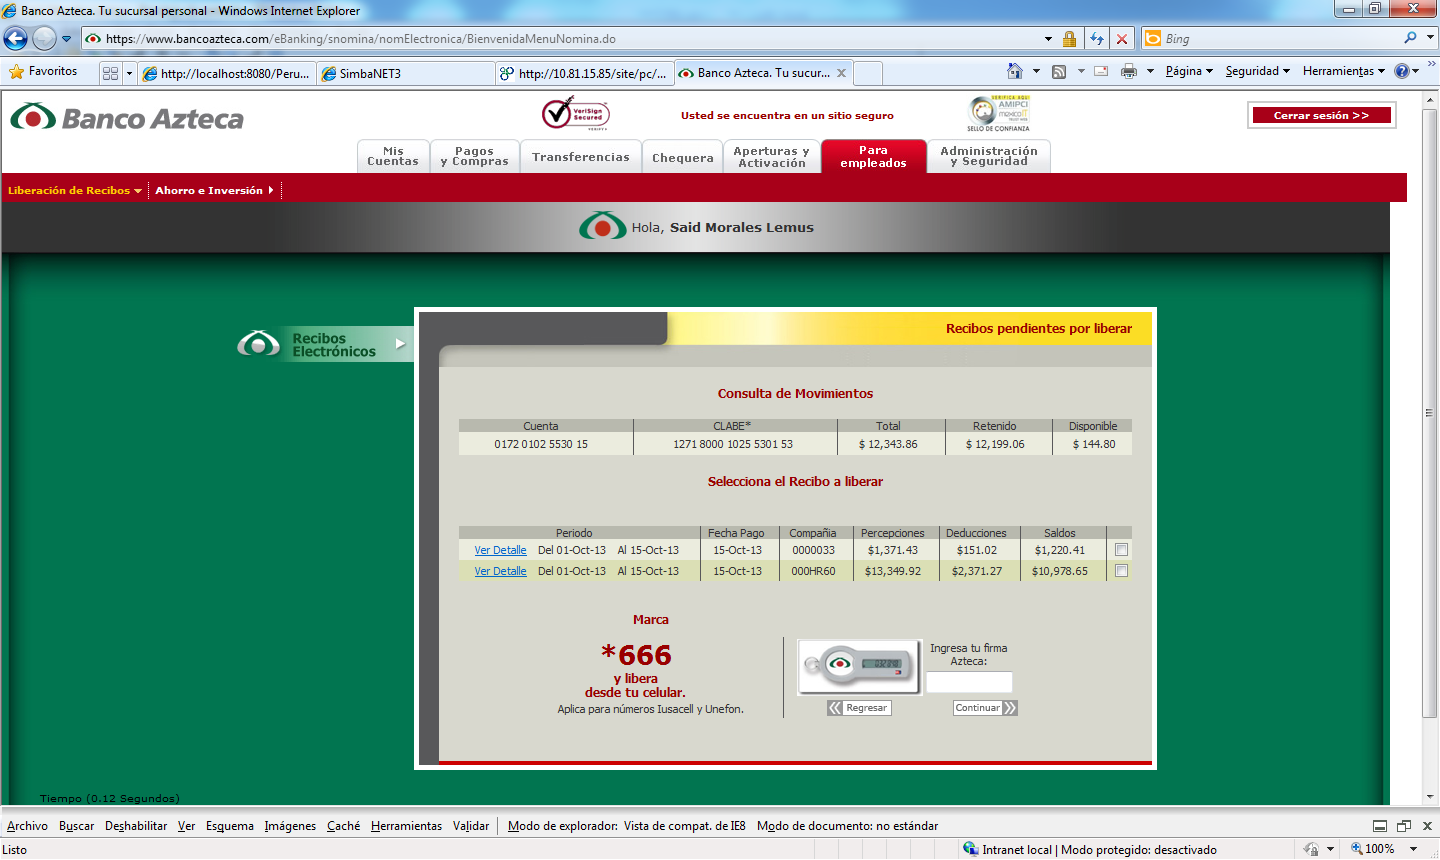 Banco Azteca. Tu sucursal personal - Windows Internet Explorer
https://www.bancoazteca.com/eBanking/snomina/nomElectronica/BienvenidaMenuNomina.do
Bing
Favoritos
http://localhost:8080/Peru...
SimbaNET3
http://10.81.15.85/site/pc/...
Banco Azteca. Tu sucur...
Página
Seguridad
Herramientas
Banco Azteca
VeriSign
Secured
VERIFY
Usted se encuentra en un sitio seguro
VERIFICA AQUI
AMIPCI
SELLO DE CONFIANZA
Cerrar sesión >>
Mis
Cuentas
Pagos
y Compras
Transferencias
Chequera
Aperturas y
Activación
Para
empleados
Administración
y Seguridad
Liberación de Recibos
Ahorro e Inversión
Hola, Said Morales Lemus
Recibos
Electrónicos
Recibos pendientes por liberar
Consulta de Movimientos
Cuenta CLABE* Total Retenido Disponible
0172 0102 5530 15 1271 8000 1025 5301 53 $ 12,343.86 $ 12,199.06 $ 144.80
Selecciona el Recibo a liberar
Periodo Fecha Pago Compañia Percepciones Deducciones Saldos
Ver Detalle Del 01-Oct-13 Al 15-Oct-13 15-Oct-13 0000033 $1,371.43 $151.02 $1,220.41
Ver Detalle Del 01-Oct-13 Al 15-Oct-13 15-Oct-13 000HR60 $13,349.92 $2,371.27 $10,978.65
Marca
*666
y libera
desde tu celular.
Aplica para números Iusacell y Unefon.
Ingresa tu firma
Azteca:
Regresar
Continuar
Tiempo (0.12 Segundos)
Archivo Buscar Deshabilitar Ver Esquema Imágenes Caché Herramientas Validar Modo de explorador: Vista de compat. de IE8 Modo de documento: no estándar
Listo
Intranet local | Modo protegido: desactivado
100%